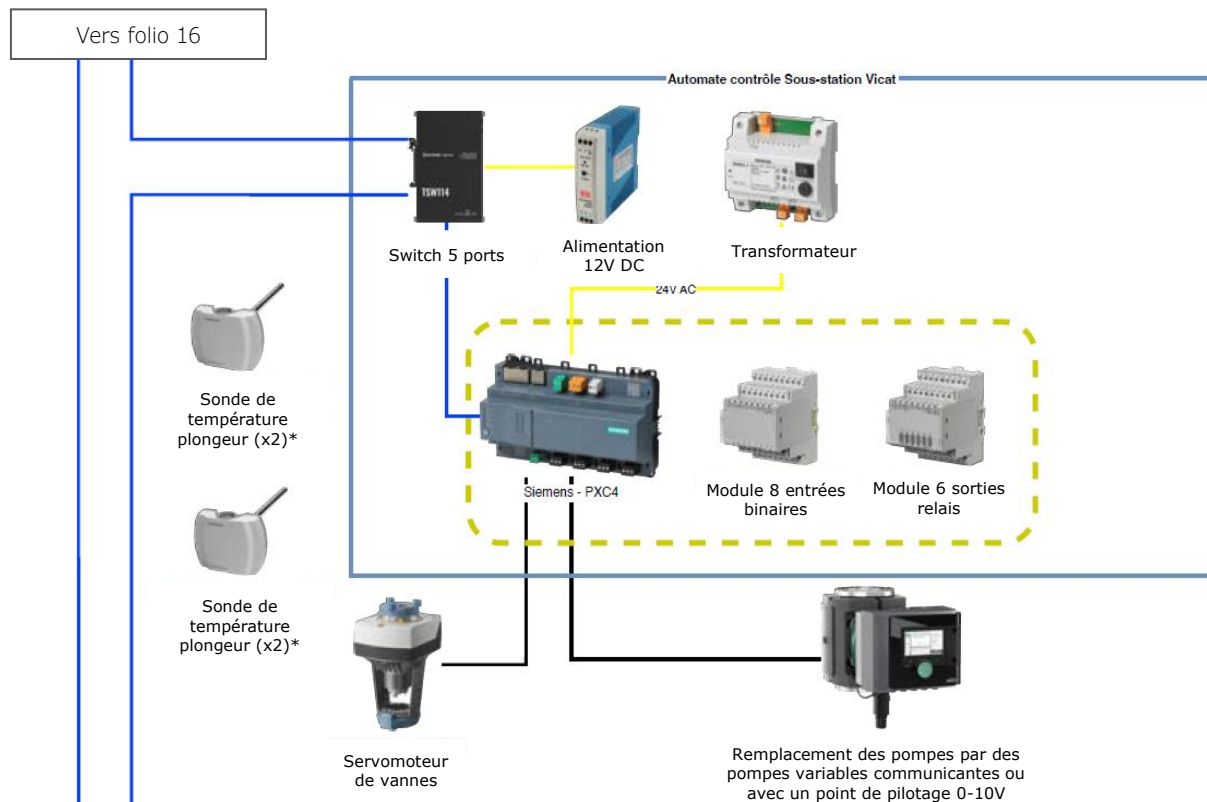 Vers folio 16
Automate contrôle Sous-station Vicat
TSW114
Switch 5 ports
Alimentation
12V DC
Transformateur
24V AC
Sonde de
température
plongeur (x2)*
SIEMENS
Siemens - PXC4
Module 8 entrées
binaires
Module 6 sorties
relais
Sonde de
température
plongeur (x2)*
Servomoteur
de vannes
Remplacement des pompes par des
pompes variables communicantes ou
avec un point de pilotage 0-10V